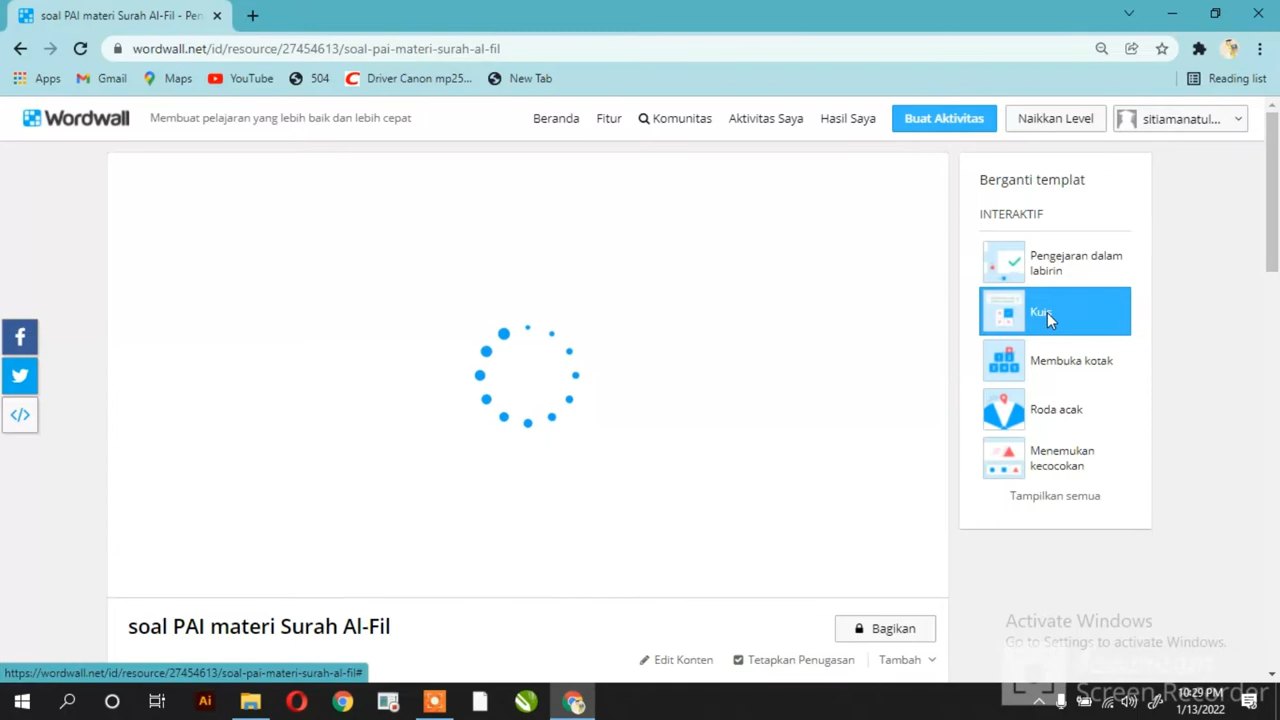 soal PAI materi Surah Al-Fil - Pen
wordwall.net/id/resource/27454613/soal-pai-materi-surah-al-fil
Apps Gmail Maps YouTube 504 Driver Canon mp25... New Tab Reading list
Wordwall Membuat pelajaran yang lebih baik dan lebih cepat Beranda Fitur Komunitas Aktivitas Saya Hasil Saya Buat Aktivitas Naikkan Level sitiamanatul...
Berganti templat
INTERAKTIF
Pengejaran dalam
labirin
Kuis
Membuka kotak
Roda acak
Menemukan
kecocokan
Tampilkan semua
soal PAI materi Surah Al-Fil
Bagikan
Edit Konten Tetapkan Penugasan Tambah
Activate Windows
Go to Settings to activate Windows.
https://wordwall.net/id/resource/27454613/soal-pai-materi-surah-al-fil#
Screen Recorder
Ai
10:29 PM
1/13/2022